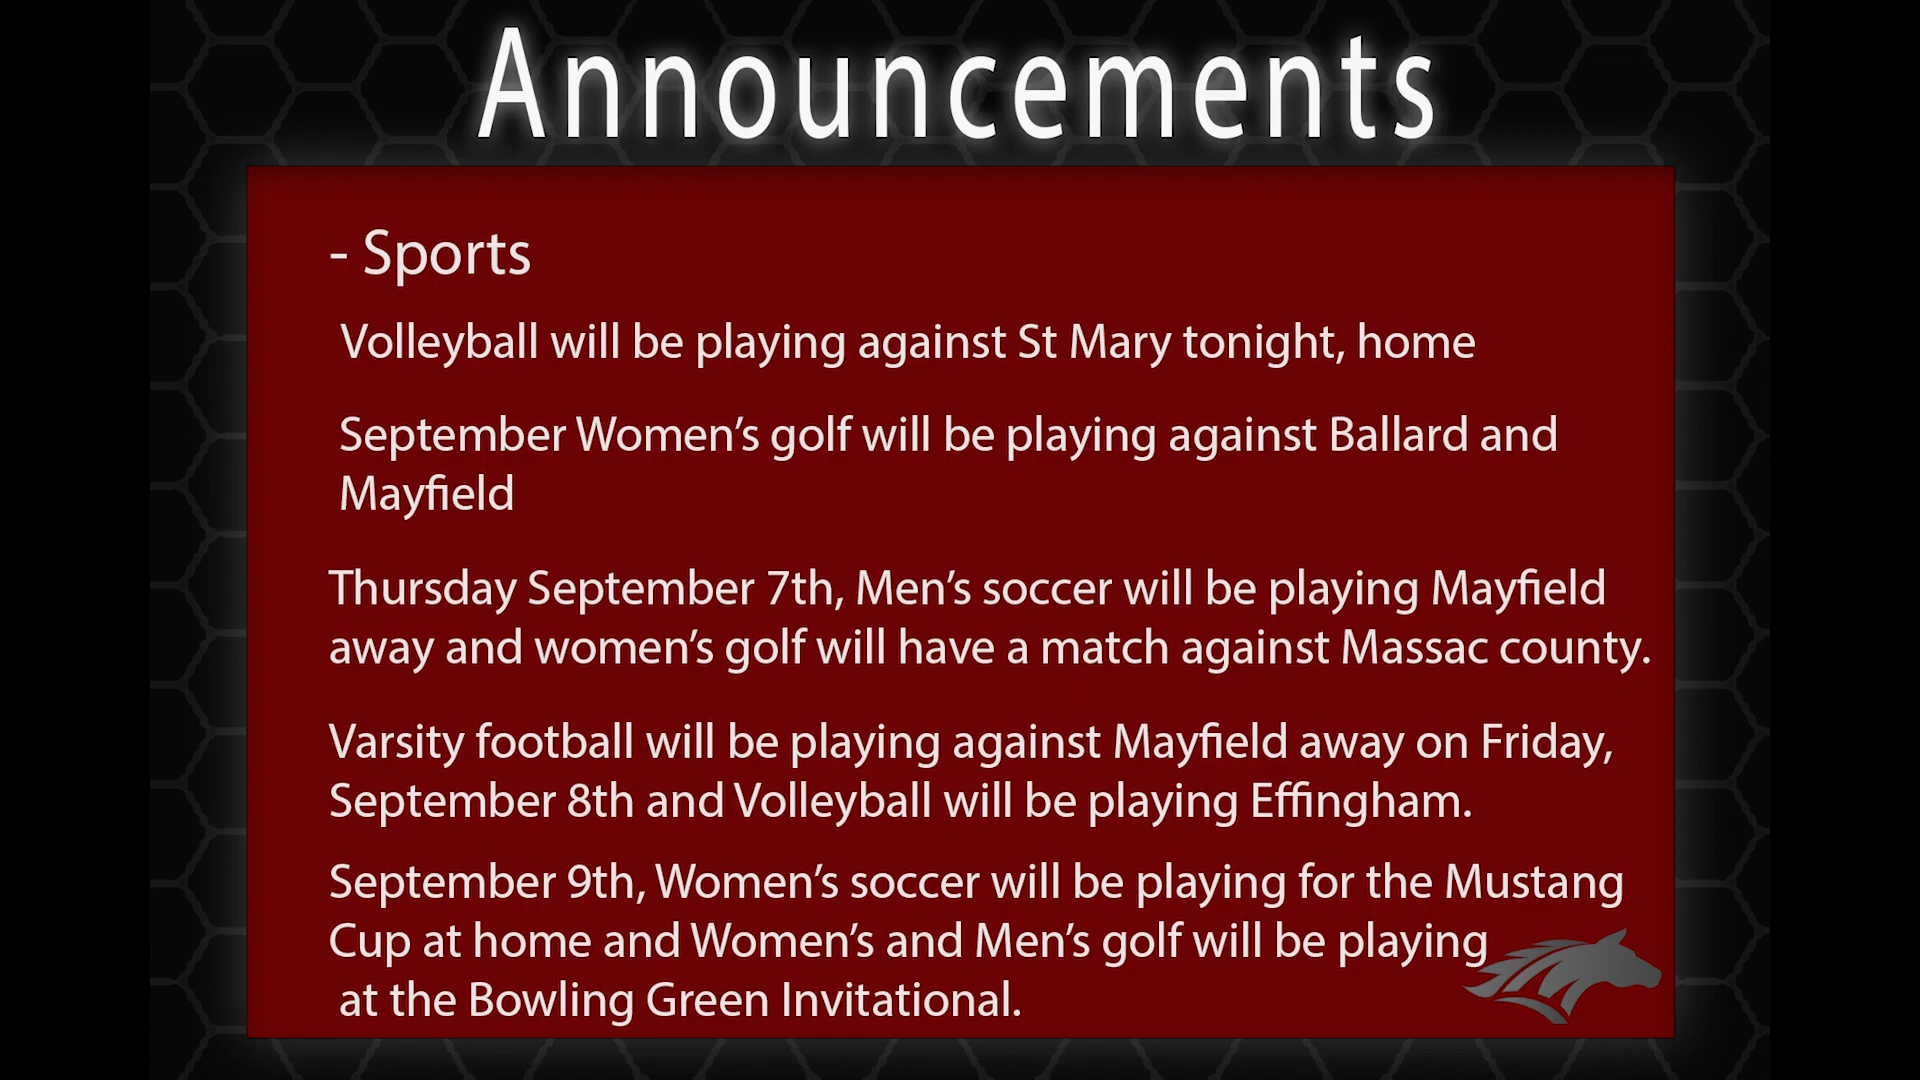 Announcements
- Sports
Volleyball will be playing against St Mary tonight, home
September Women’s golf will be playing against Ballard and
Mayfield
Thursday September 7th, Men’s soccer will be playing Mayfield
away and women’s golf will have a match against Massac county.
Varsity football will be playing against Mayfield away on Friday,
September 8th and Volleyball will be playing Effingham.
September 9th, Women’s soccer will be playing for the Mustang
Cup at home and Women’s and Men’s golf will be playing
at the Bowling Green Invitational.